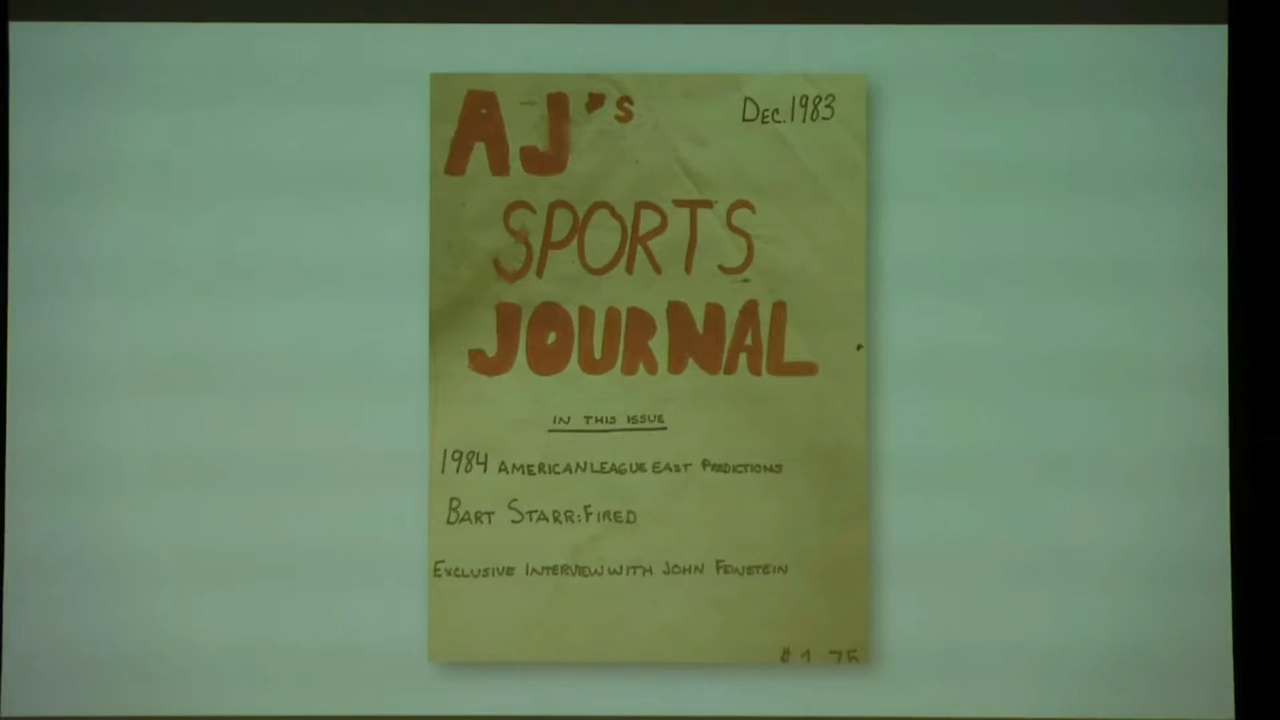 AJ's
Dec. 1983
SPORTS
JOURNAL
IN THIS ISSUE
1984 AMERICAN LEAGUE EAST PREDICTIONS
BART STARR: FIRED
EXCLUSIVE INTERVIEW WITH JOHN FEINSTEIN